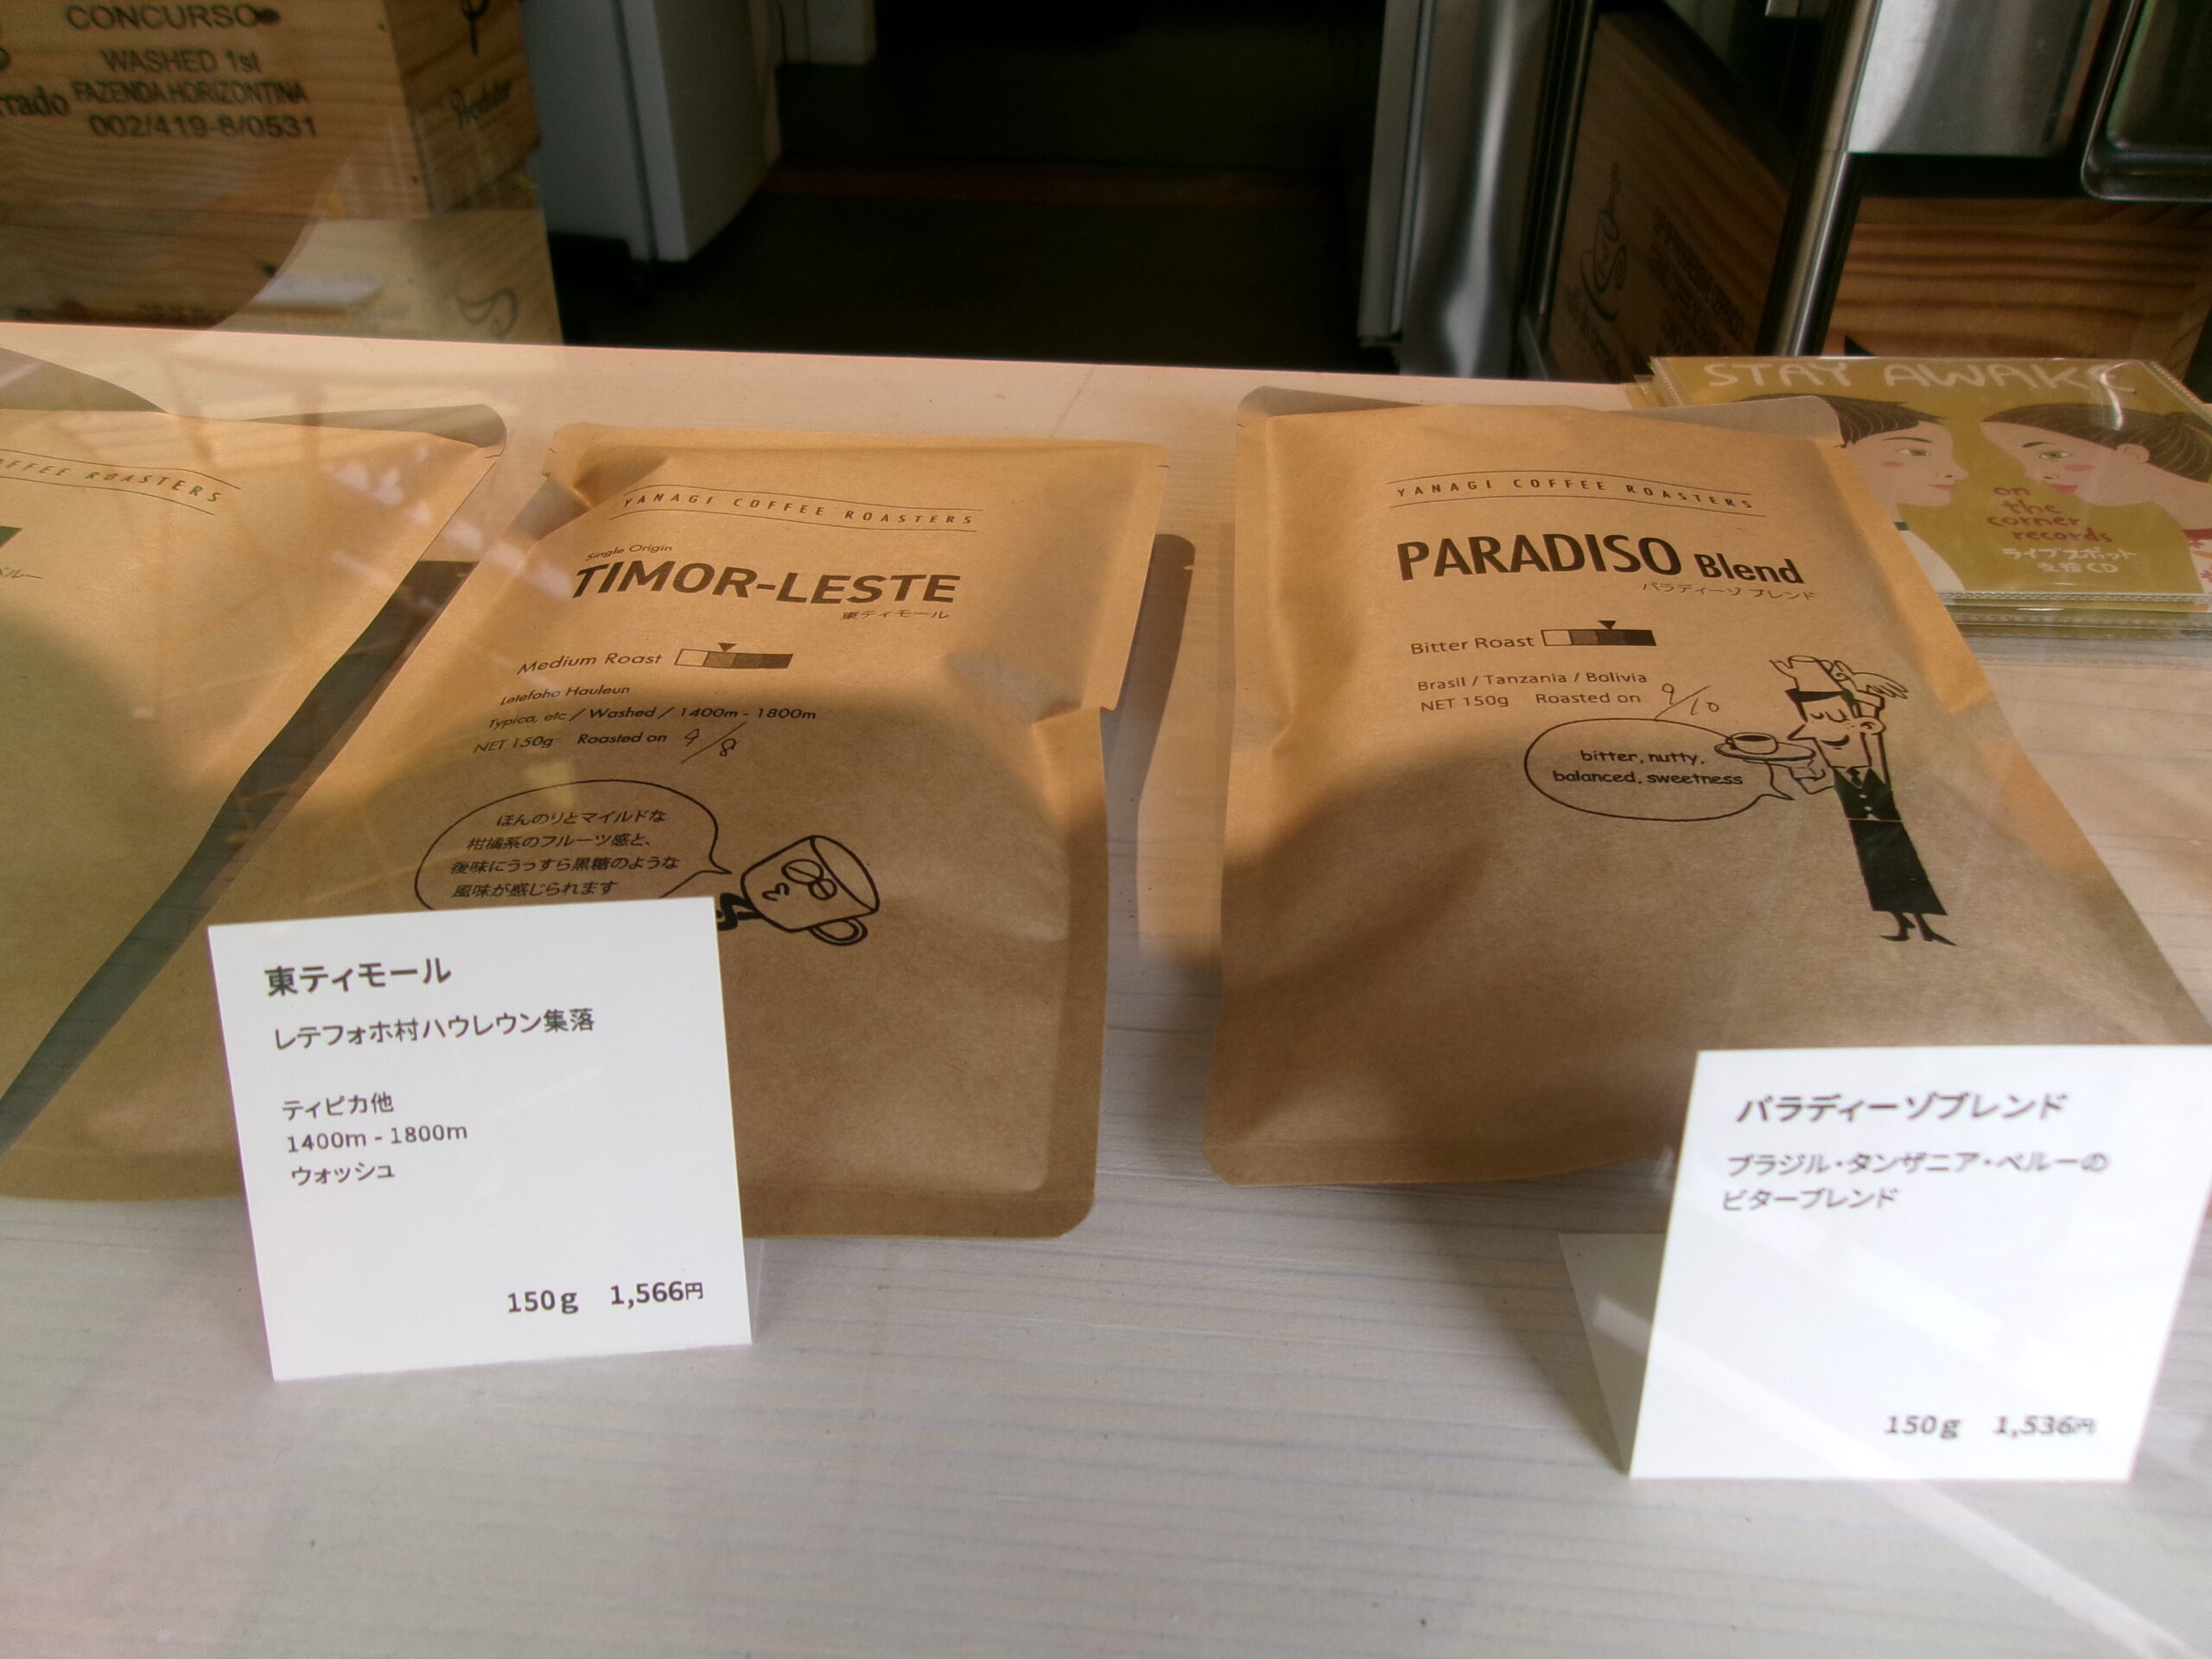 CONCURSO
WASHED 1st
FAZENDA HORIZONTINA
002/419-8/0531
STAY AWAKE
on
the
corner
records
ライブスポット
支援CD
ROASTERS
YANAGI COFFEE ROASTERS
Single Origin
TIMOR-LESTE
東ティモール
Medium Roast
Letefoho Hauleun
Typica, etc / Washed / 1400m - 1800m
NET 150g Roasted on 9/8
ほんのりとマイルドな
柑橘系のフルーツ感と、
後味にうっすら黒糖のような
風味が感じられます
YANAGI COFFEE ROASTERS
PARADISO Blend
パラディーゾ ブレンド
Bitter Roast
Brasil / Tanzania / Bolivia
NET 150g Roasted on 9/10
bitter, nutty,
balanced, sweetness
東ティモール
レテフォホ村ハウレウン集落
ティピカ他
1400m - 1800m
ウォッシュ
150g 1,566円
パラディーゾブレンド
ブラジル・タンザニア・ペルーの
ビターブレンド
150g 1,536円